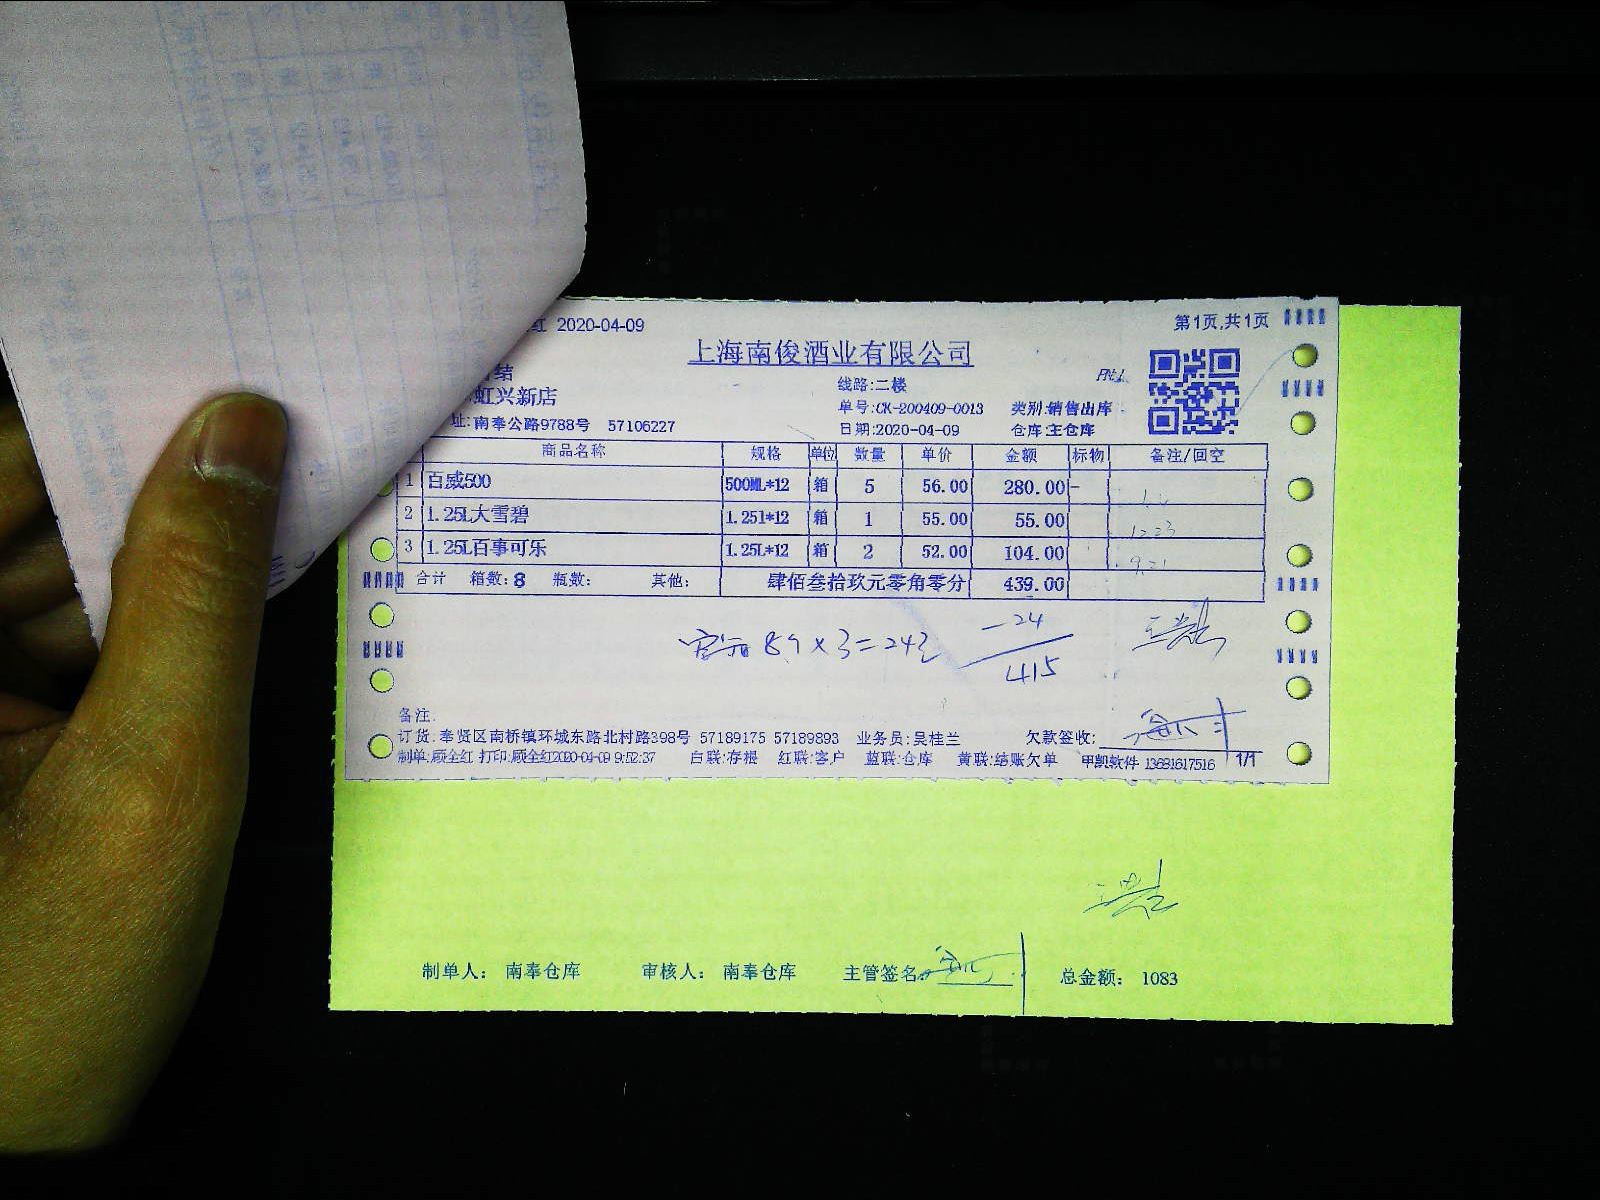 红 2020-04-09 第1页,共1页
上海南俊酒业有限公司
结 线路:二楼
虹兴新店 单号:CK-200409-0013 类别:销售出库
址:南奉公路9788号 57106227 日期:2020-04-09 仓库:主仓库
商品名称 规格 单位 数量 单价 金额 标物 备注/回空
1 百威500 500ML*12 箱 5 56.00 280.00 -
2 1.25L大雪碧 1.25l*12 箱 1 55.00 55.00
3 1.25L百事可乐 1.25L*12 箱 2 52.00 104.00
合计 箱数:8 瓶数: 其他: 肆佰叁拾玖元零角零分 439.00
-24
89×3=24
415
备注.
订货:奉贤区南桥镇环城东路北村路398号 57189175 57189893 业务员:吴桂兰 欠款签收:
制单:顾全红 打印:顾全红2020-04-09 9:52:37 白联:存根 红联:客户 蓝联:仓库 黄联:结账欠单 甲凯软件 13681617516 1/1
制单人: 南奉仓库 审核人: 南奉仓库 主管签名: 总金额: 1083